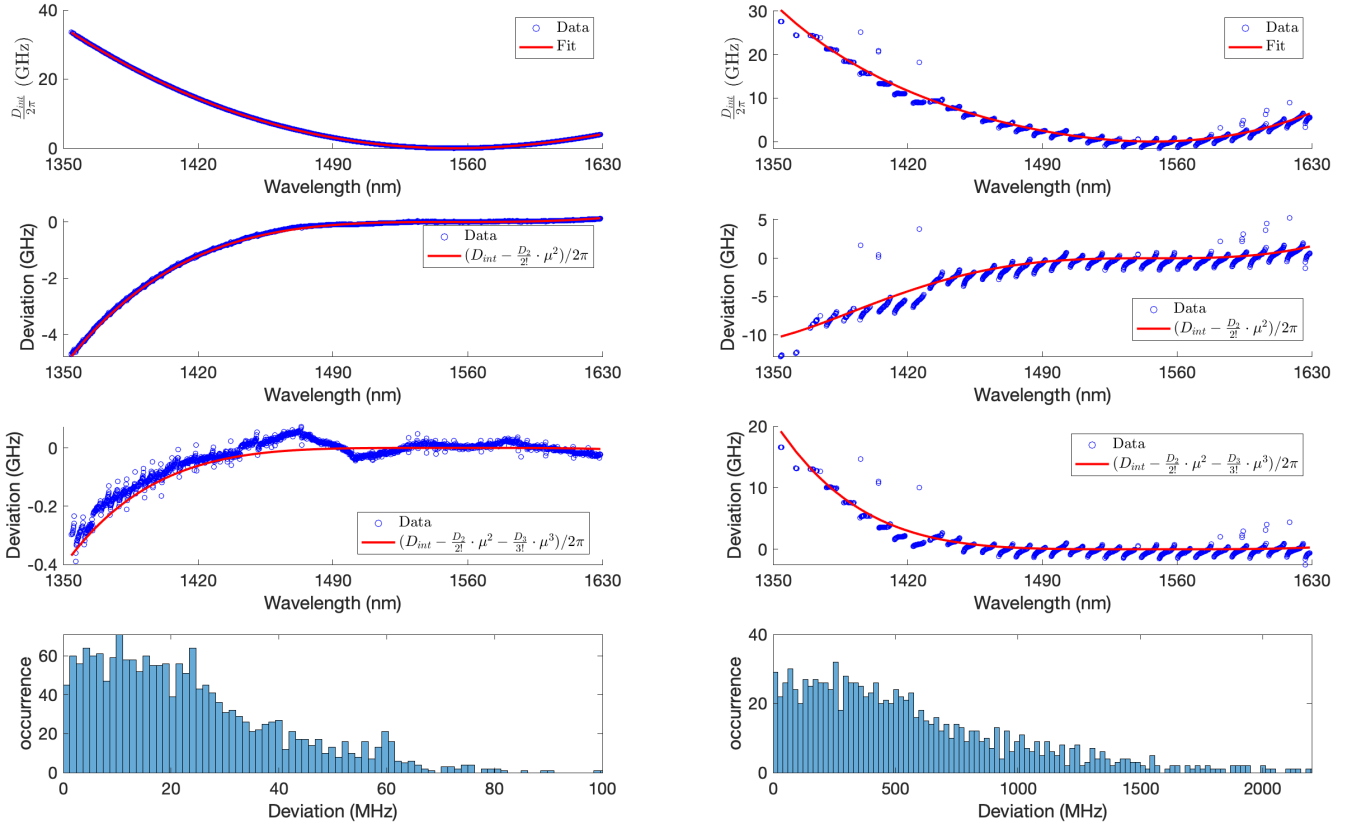 D_int/2π (GHz)
40
20
0
Data
Fit
1350 1420 1490 1560 1630
Wavelength (nm)
Deviation (GHz)
0
-2
-4
Data
(D_int − D_2/2! · μ²)/2π
1350 1420 1490 1560 1630
Wavelength (nm)
Deviation (GHz)
0
-0.2
-0.4
Data
(D_int − D_2/2! · μ² − D_3/3! · μ³)/2π
1350 1420 1490 1560 1630
Wavelength (nm)
occurrence
60
40
20
0
0 20 40 60 80 100
Deviation (MHz)
D_int/2π (GHz)
30
20
10
0
Data
Fit
1350 1420 1490 1560 1630
Wavelength (nm)
Deviation (GHz)
5
0
-5
-10
Data
(D_int − D_2/2! · μ²)/2π
1350 1420 1490 1560 1630
Wavelength (nm)
Deviation (GHz)
20
10
0
Data
(D_int − D_2/2! · μ² − D_3/3! · μ³)/2π
1350 1420 1490 1560 1630
Wavelength (nm)
occurrence
40
20
0
0 500 1000 1500 2000
Deviation (MHz)